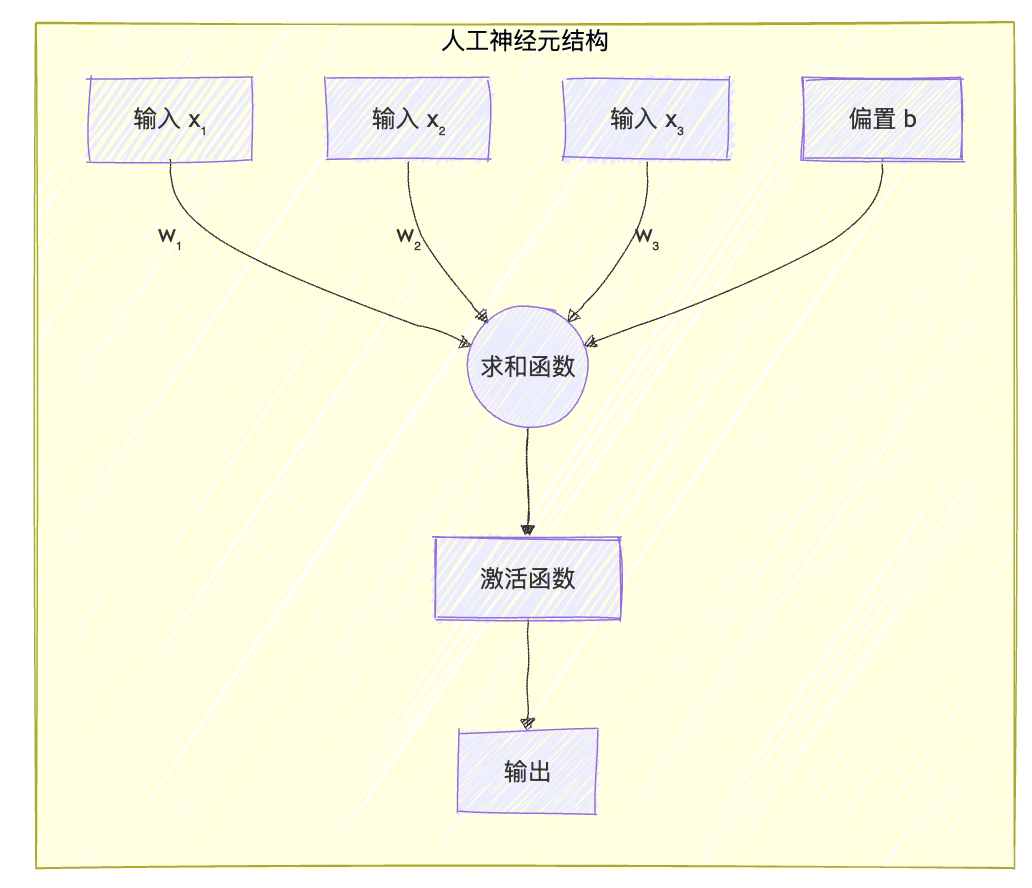 人工神经元结构
输入 x₁
输入 x₂
输入 x₃
偏置 b
w₁
w₂
w₃
求和函数
激活函数
输出